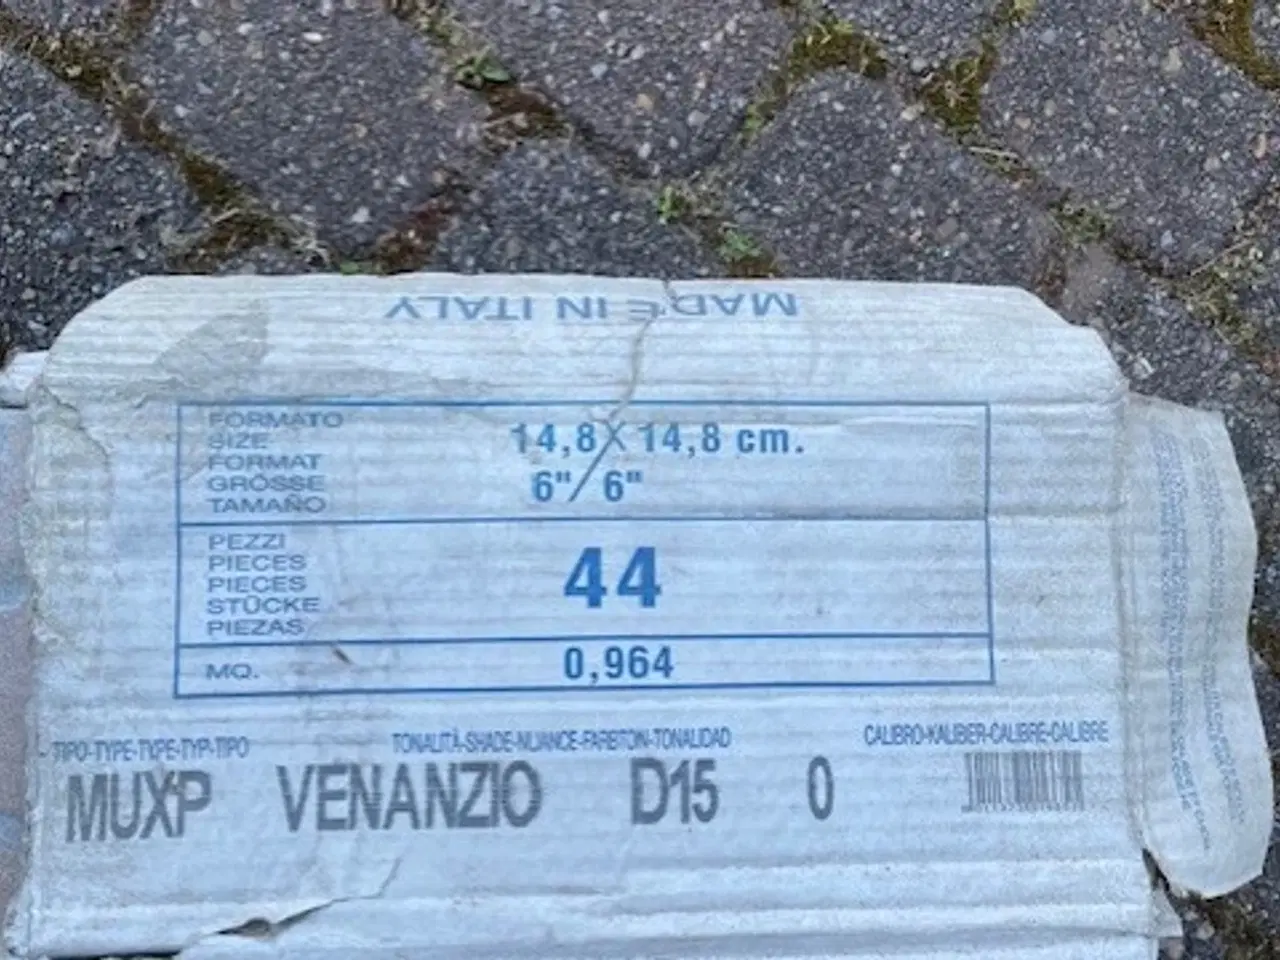 MADE IN ITALY
FORMATO
SIZE
FORMAT
GRÖSSE
TAMAÑO
14,8 X 14,8 cm.
6"/6"
PEZZI
PIECES
PIECES
STÜCKE
PIEZAS
44
MQ.
0,964
TIPO-TYPE-TYPE-TYP-TIPO
TONALITÀ-SHADE-NUANCE-FARBTON-TONALIDAD
CALIBRO-KALIBER-CALIBRE-CALIBRE
MUXP VENANZIO D15 0